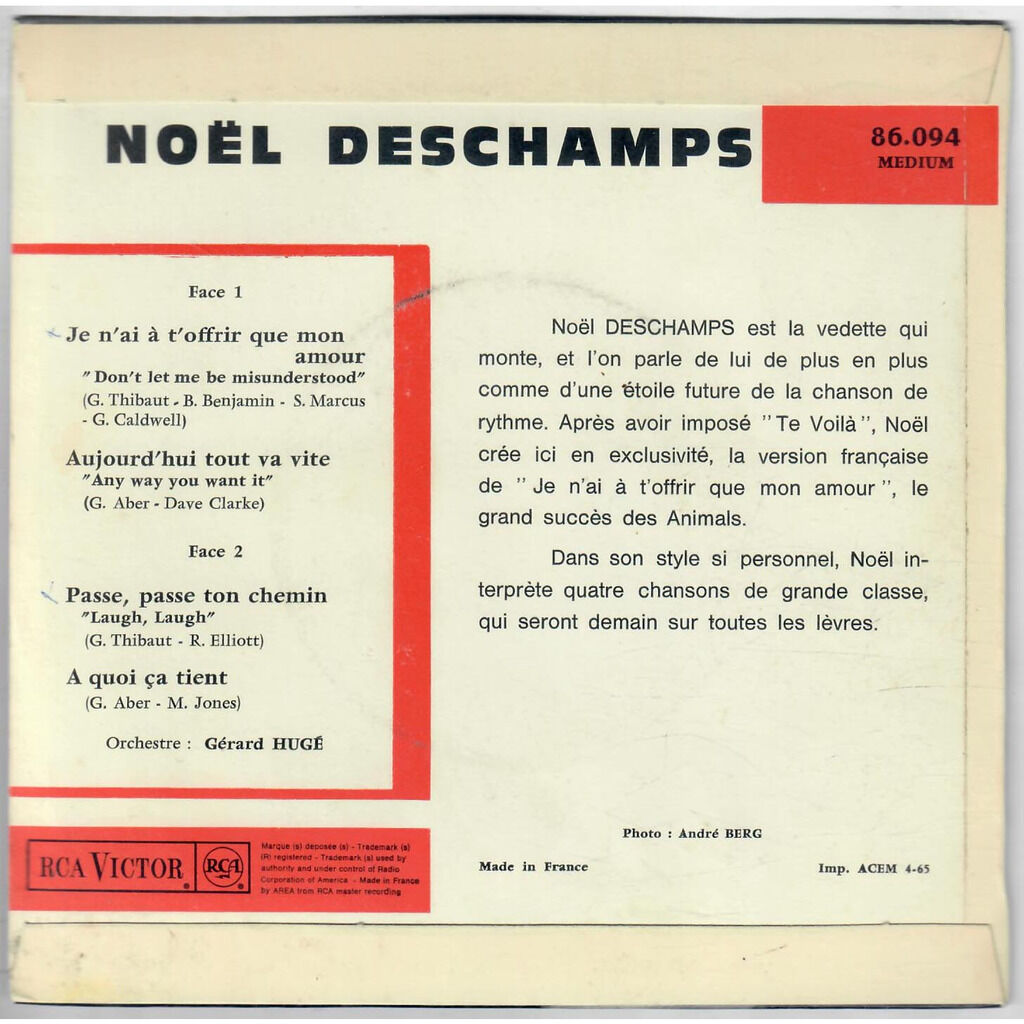 NOËL DESCHAMPS
86.094
MEDIUM
Face 1
Je n'ai à t'offrir que mon
amour
"Don't let me be misunderstood"
(G. Thibaut - B. Benjamin - S. Marcus
- G. Caldwell)
Aujourd'hui tout va vite
"Any way you want it"
(G. Aber - Dave Clarke)
Face 2
Passe, passe ton chemin
"Laugh, Laugh"
(G. Thibaut - R. Elliott)
A quoi ça tient
(G. Aber - M. Jones)
Orchestre : Gérard HUGÉ
Noël DESCHAMPS est la vedette qui
monte, et l'on parle de lui de plus en plus
comme d'une étoile future de la chanson de
rythme. Après avoir imposé "Te Voilà", Noël
crée ici en exclusivité, la version française
de "Je n'ai à t'offrir que mon amour", le
grand succès des Animals.
Dans son style si personnel, Noël in-
terprète quatre chansons de grande classe,
qui seront demain sur toutes les lèvres.
Photo : André BERG
Made in France
Imp. ACEM 4-65
RCA VICTOR
RCA
Marque (s) deposée (s) - Trademark (s)
(R) registered - Trademark (s) used by
authority and under control of Radio
Corporation of America - Made in France
by AREA from RCA master recording